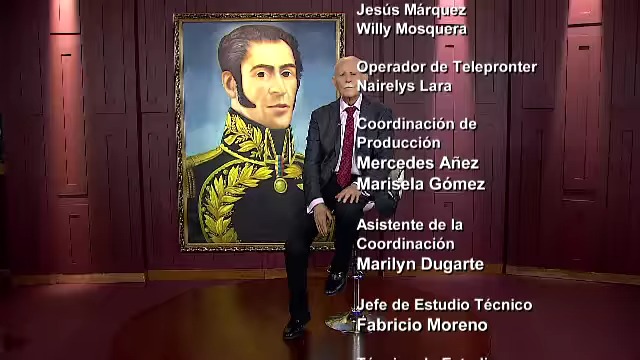 Jesús Márquez
Willy Mosquera
Operador de Telepronter
Nairelys Lara
Coordinación de
Producción
Mercedes Añez
Marisela Gómez
Asistente de la
Coordinación
Marilyn Dugarte
Jefe de Estudio Técnico
Fabricio Moreno